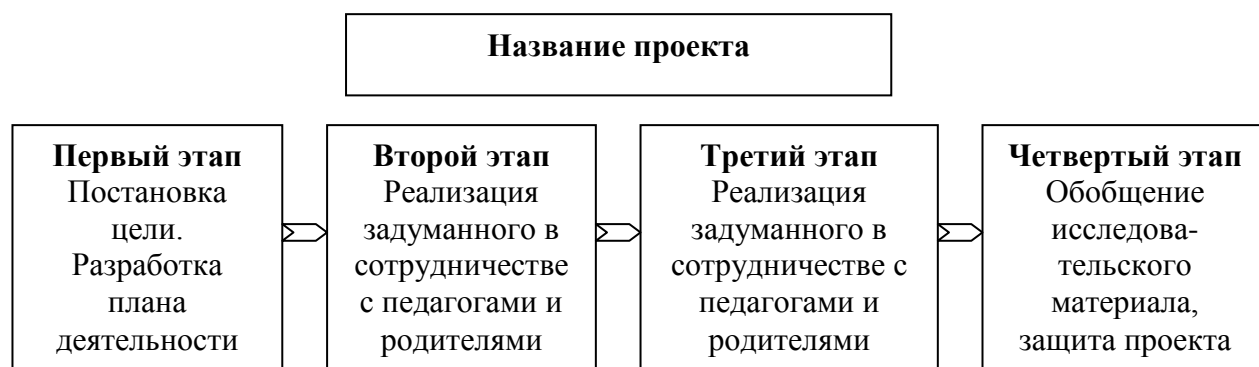 Название проекта
Первый этап
Постановка
цели.
Разработка
плана
деятельности
Второй этап
Реализация
задуманного в
сотрудничестве
с педагогами и
родителями
Третий этап
Реализация
задуманного в
сотрудничестве с
педагогами и
родителями
Четвертый этап
Обобщение
исследова-
тельского
материала,
защита проекта